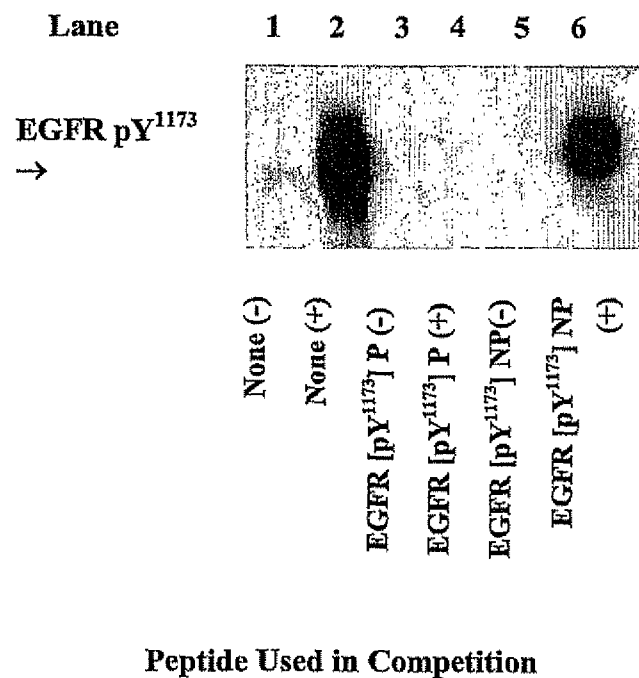 Lane 1 2 3 4 5 6
EGFR pY1173
→
None (-)
None (+)
EGFR [pY1173] P (-)
EGFR [pY1173] P (+)
EGFR [pY1173] NP(-)
EGFR [pY1173] NP
(+)
Peptide Used in Competition